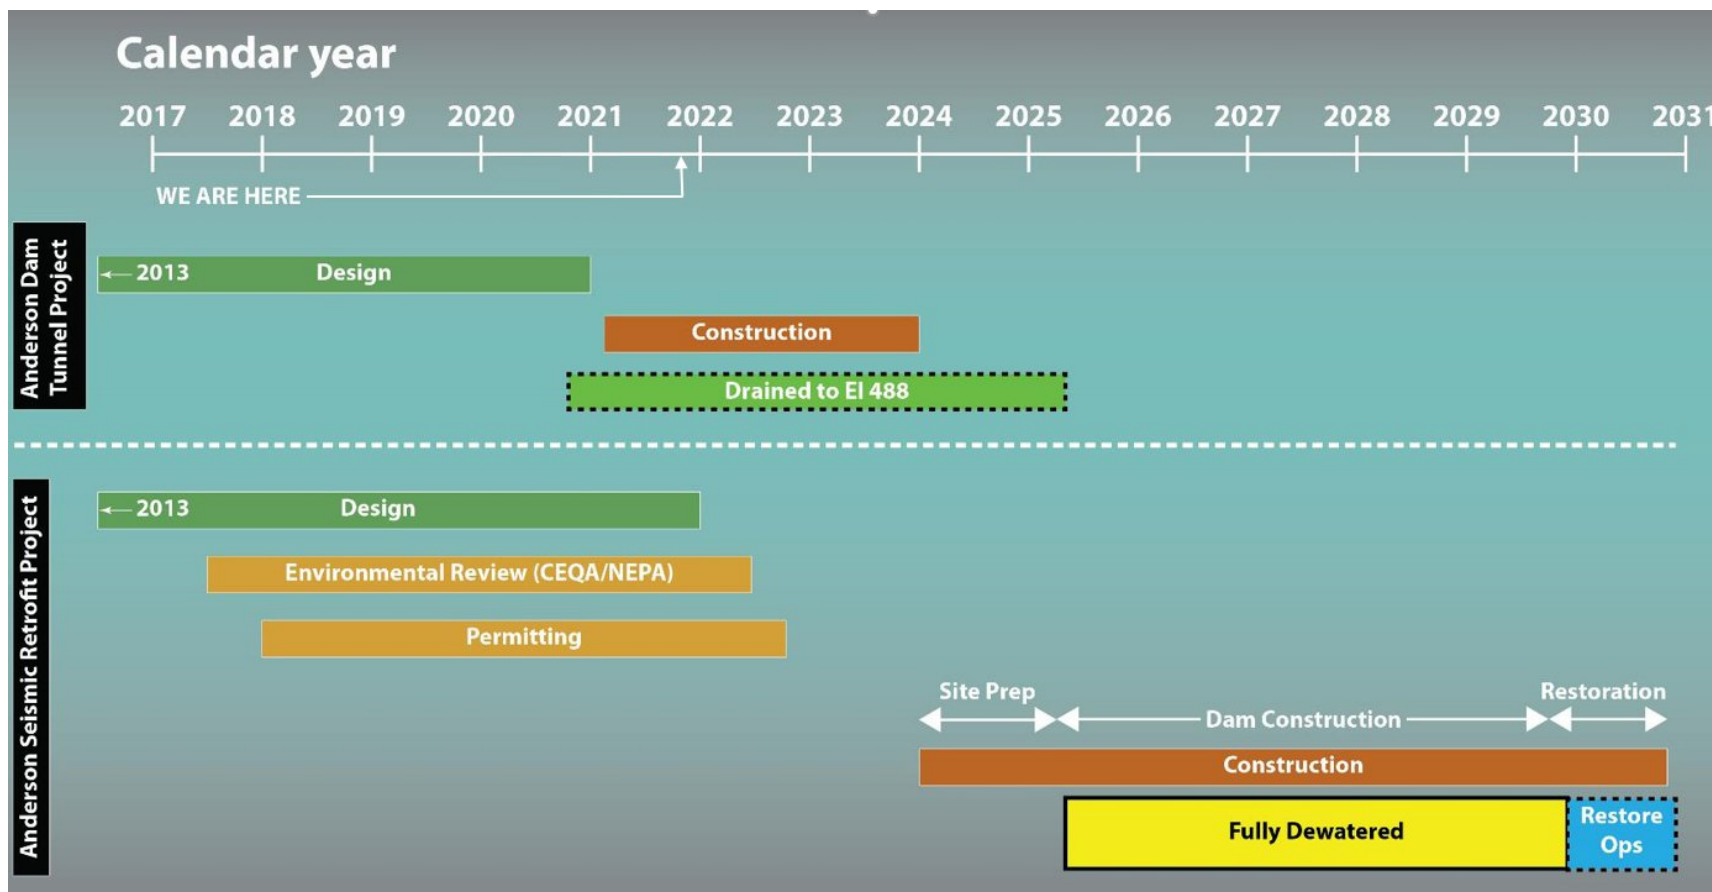 Calendar year
2017 2018 2019 2020 2021 2022 2023 2024 2025 2026 2027 2028 2029 2030 2031
WE ARE HERE
Anderson Dam
Tunnel Project
2013 Design
Construction
Drained to El 488
Anderson Seismic Retrofit Project
2013 Design
Environmental Review (CEQA/NEPA)
Permitting
Site Prep
Dam Construction
Restoration
Construction
Fully Dewatered
Restore
Ops